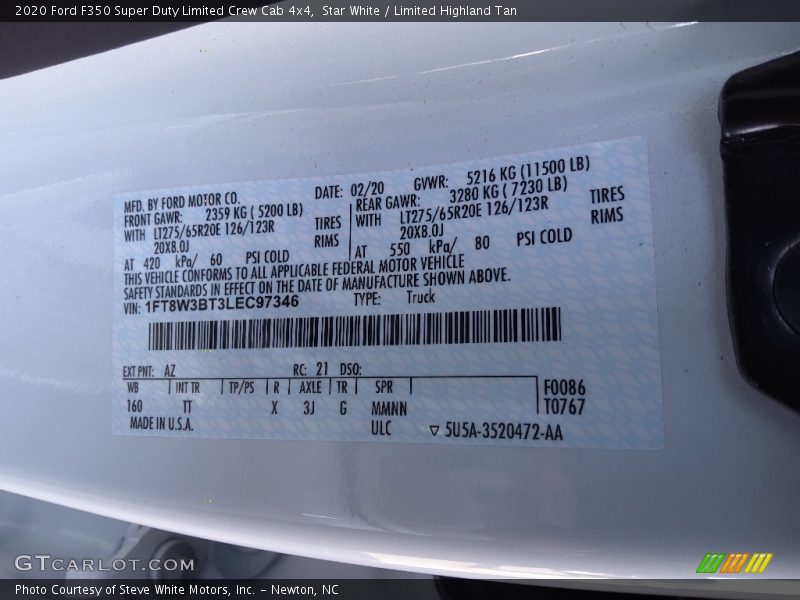 2020 Ford F350 Super Duty Limited Crew Cab 4x4,  Star White / Limited Highland Tan
MFD. BY FORD MOTOR CO. DATE: 02/20 GVWR: 5216 KG (11500 LB)
FRONT GAWR: 2359 KG ( 5200 LB) REAR GAWR: 3280 KG ( 7230 LB)
WITH LT275/65R20E 126/123R TIRES WITH LT275/65R20E 126/123R TIRES
20X8.0J RIMS 20X8.0J RIMS
AT 420 kPa/ 60 PSI COLD AT 550 kPa/ 80 PSI COLD
THIS VEHICLE CONFORMS TO ALL APPLICABLE FEDERAL MOTOR VEHICLE
SAFETY STANDARDS IN EFFECT ON THE DATE OF MANUFACTURE SHOWN ABOVE.
VIN: 1FT8W3BT3LEC97346 TYPE: Truck
EXT PNT: AZ RC: 21 DSO:
WB INT TR TP/PS R AXLE TR SPR F0086
160 TT X 3J G MMNN T0767
MADE IN U.S.A. ULC ▽ 5U5A-3520472-AA
GTCARLOT.COM
Photo Courtesy of Steve White Motors, Inc. – Newton, NC